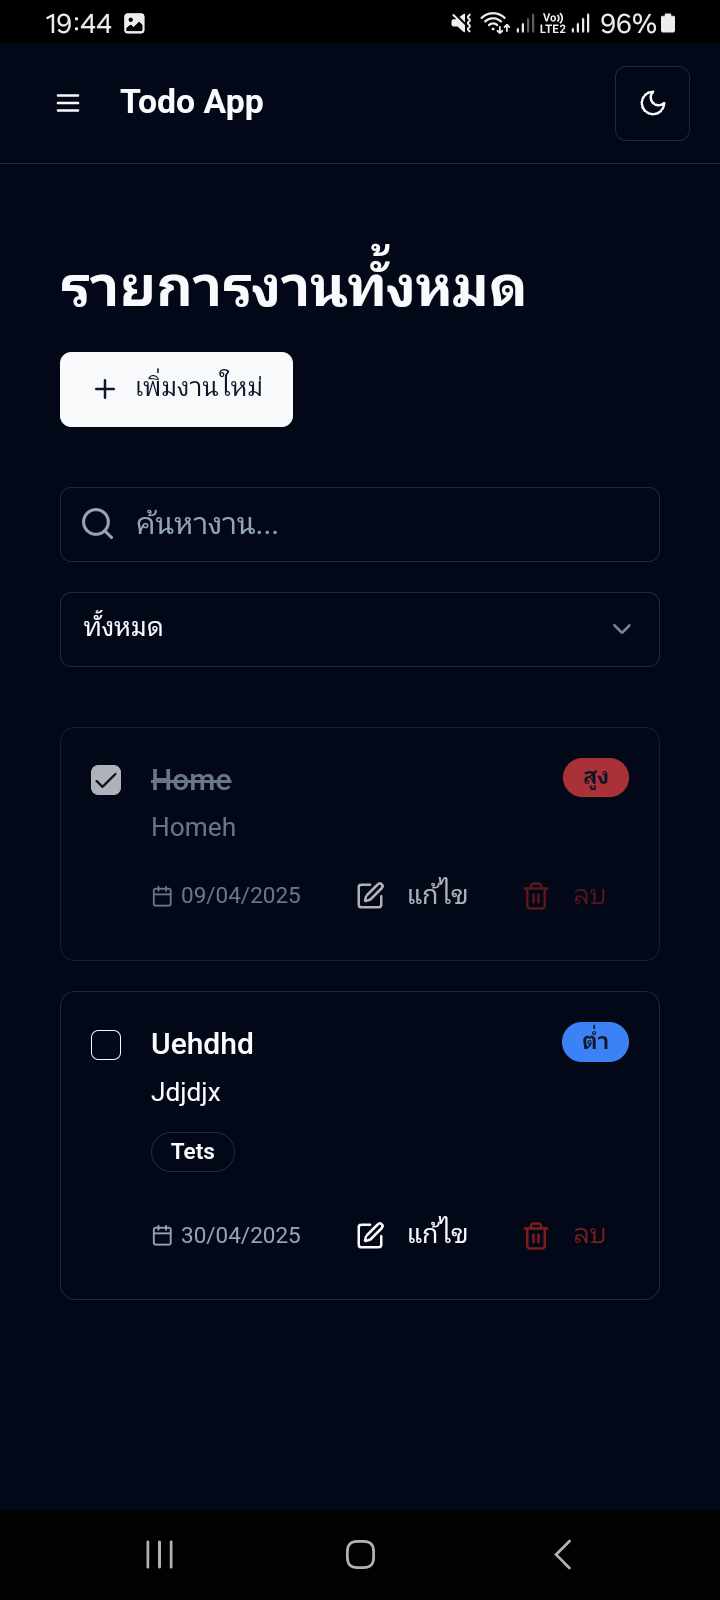 19:44
Vo)) LTE2 96%
Todo App
รายการงานทั้งหมด
เพิ่มงานใหม่
ค้นหางาน...
ทั้งหมด
Home สูง
Homeh
09/04/2025 แก้ไข ลบ
Uehdhd ต่ำ
Jdjdjx
Tets
30/04/2025 แก้ไข ลบ